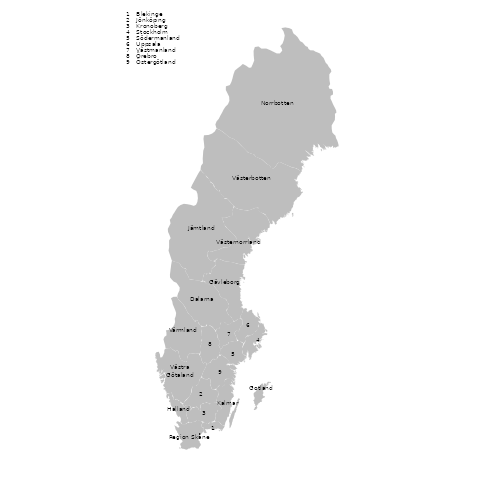 1 Blekinge
2 Jönköping
3 Kronoberg
4 Stockholm
5 Södermanland
6 Uppsala
7 Västmanland
8 Örebro
9 Östergötland
Norrbotten
Västerbotten
Jämtland
Västernorrland
Gävleborg
Dalarna
6
Värmland
7
4
8
5
Västra
9
Götaland
Gotland
2
Kalmar
Halland
3
1
Region Skåne